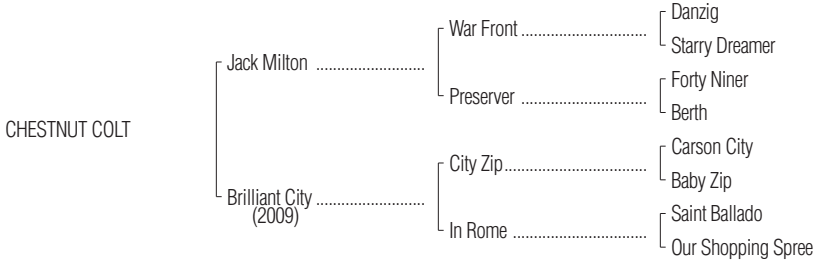 Danzig
War Front ..............................
Starry Dreamer
Jack Milton ..........................
Forty Niner
Preserver ..............................
Berth
CHESTNUT COLT
Carson City
City Zip..................................
Baby Zip
Brilliant City ..........................
(2009)
Saint Ballado
In Rome ................................
Our Shopping Spree